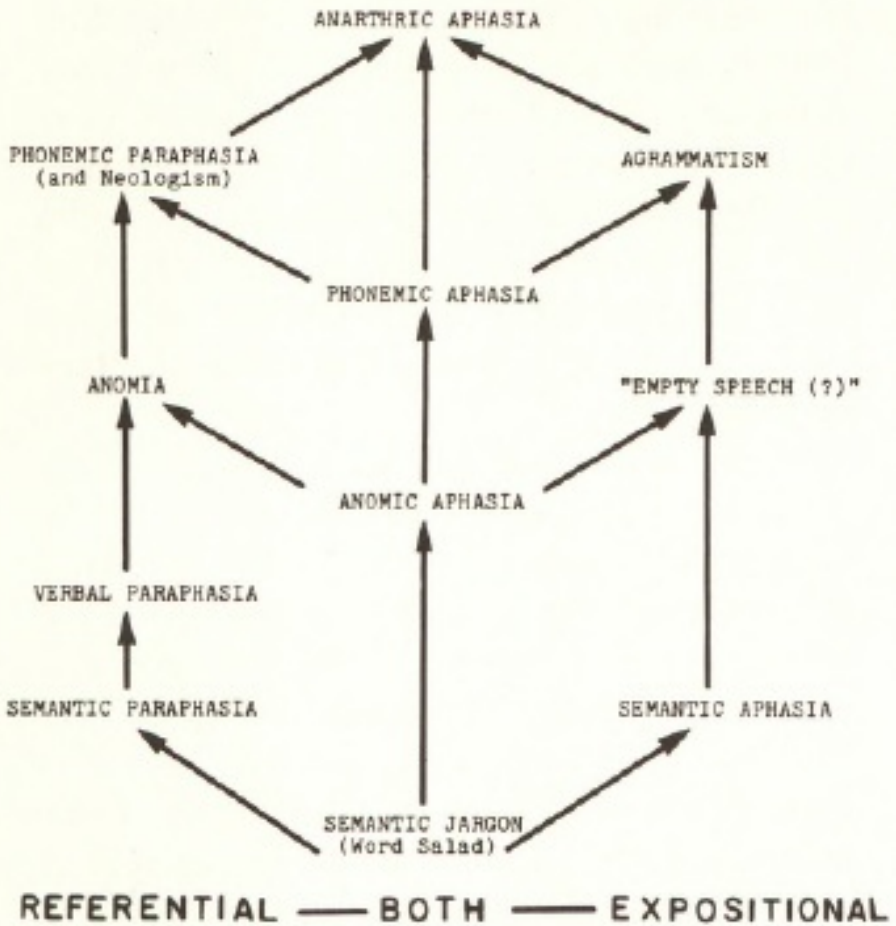 ANARTHRIC APHASIA
PHONEMIC PARAPHASIA
(and Neologism)
AGRAMMATISM
PHONEMIC APHASIA
ANOMIA
"EMPTY SPEECH (?)"
ANOMIC APHASIA
VERBAL PARAPHASIA
SEMANTIC PARAPHASIA
SEMANTIC APHASIA
SEMANTIC JARGON
(Word Salad)
REFERENTIAL — BOTH — EXPOSITIONAL